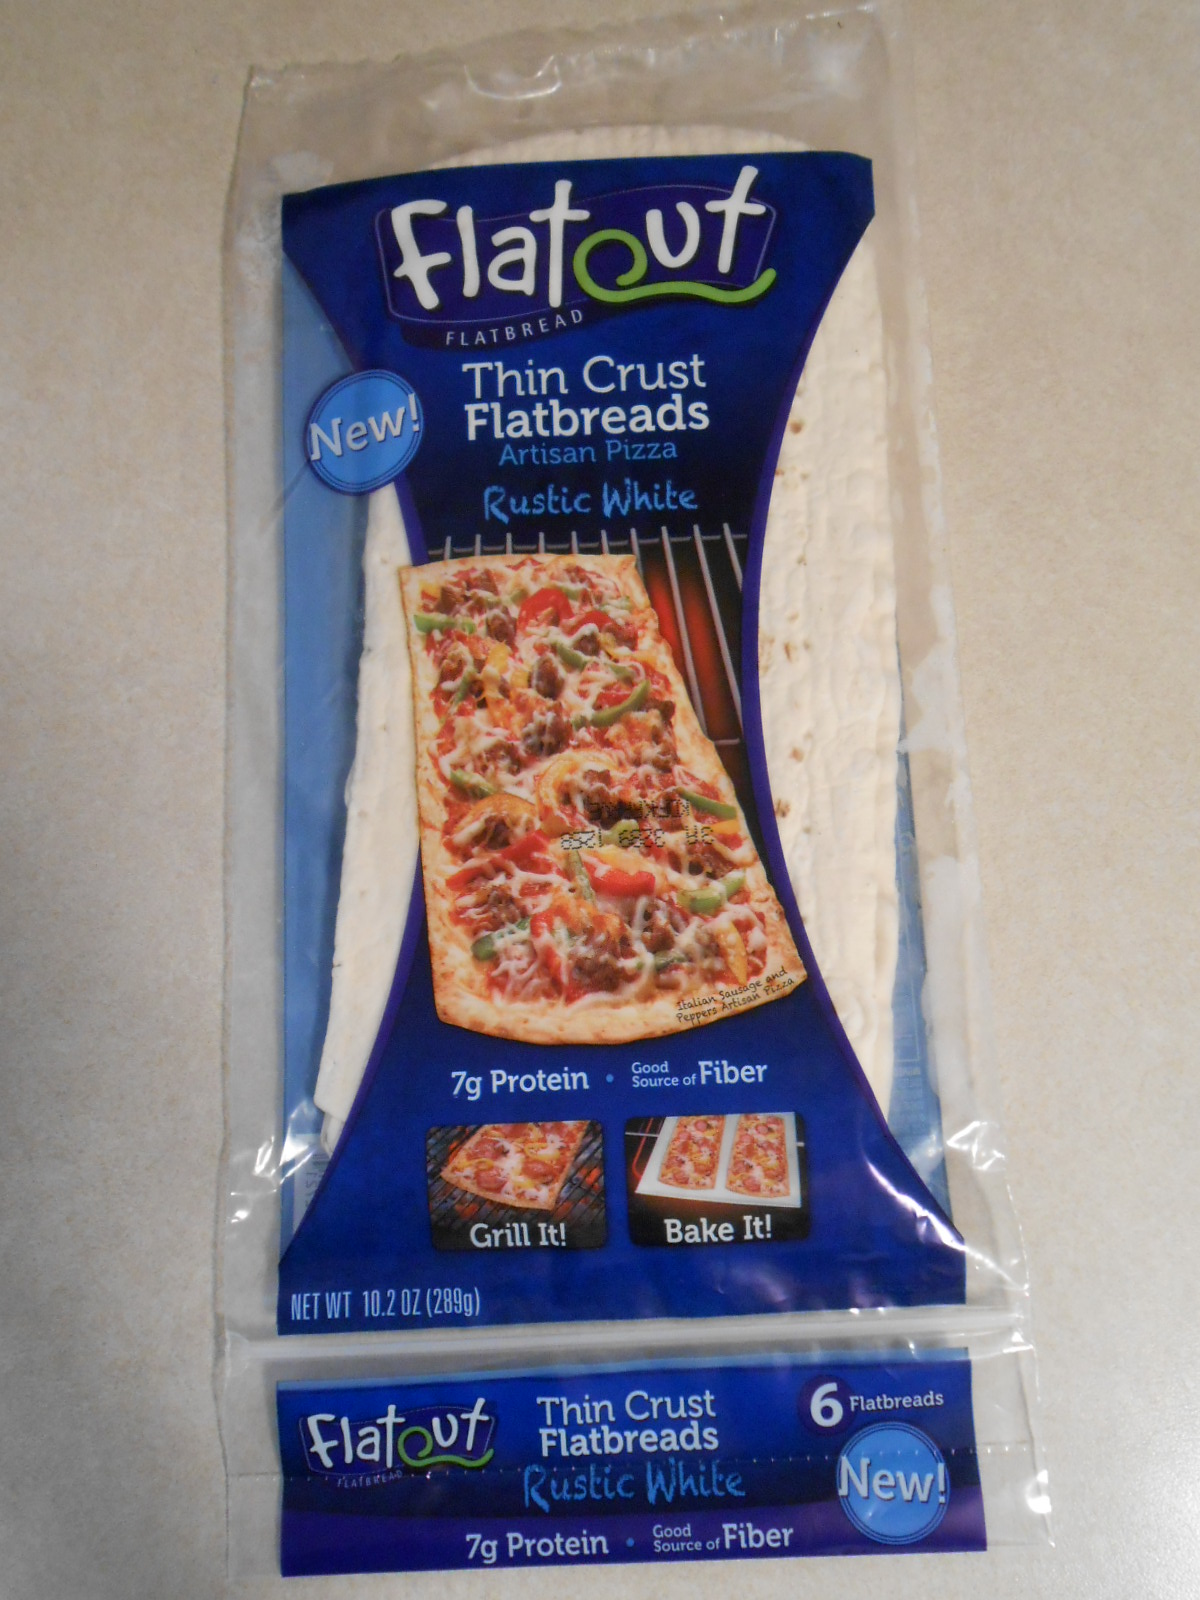 Flatout
FLATBREAD
Thin Crust
Flatbreads
Artisan Pizza
New!
Rustic White
Italian Sausage and
Peppers Artisan Pizza
7g Protein • Good Source of Fiber
Grill It!
Bake It!
NET WT 10.2 OZ (289g)
Flatout
FLATBREAD
Thin Crust
Flatbreads
Rustic White
6 Flatbreads
New!
7g Protein • Good Source of Fiber